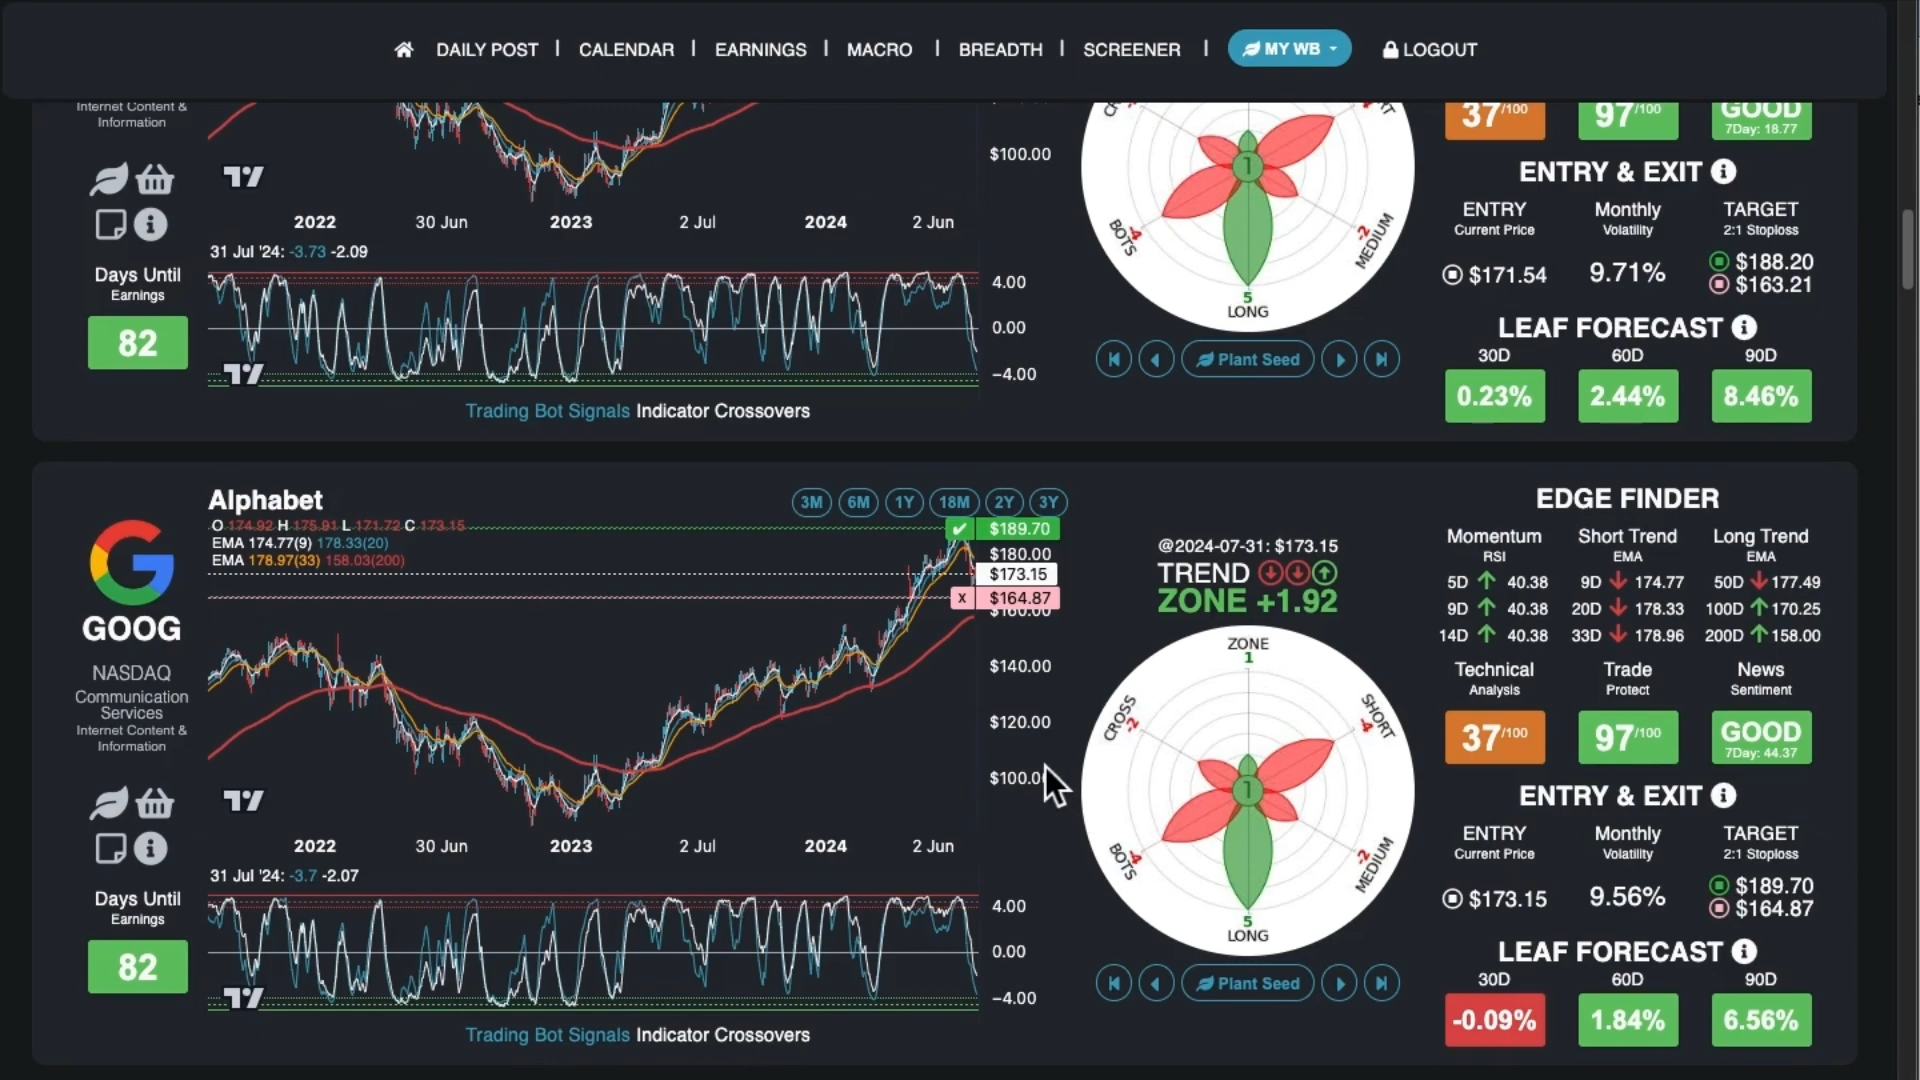 DAILY POST | CALENDAR | EARNINGS | MACRO | BREADTH | SCREENER | MY WB LOGOUT
Internet Content &
Information
Days Until
Earnings
82
$100.00
2022 30 Jun 2023 2 Jul 2024 2 Jun
31 Jul '24: -3.73 -2.09
4.00
0.00
−4.00
Trading Bot Signals Indicator Crossovers
1
BOTS
-4
-2
MEDIUM
5
LONG
Plant Seed
37/100 97/100 GOOD
7Day: 18.77
ENTRY & EXIT
ENTRY Monthly TARGET
Current Price Volatility 2:1 Stoploss
$171.54 9.71% $188.20
$163.21
LEAF FORECAST
30D 60D 90D
0.23% 2.44% 8.46%
GOOG
NASDAQ
Communication
Services
Internet Content &
Information
Days Until
Earnings
82
Alphabet
3M 6M 1Y 18M 2Y 3Y
O 174.92 H 175.91 L 171.72 C 173.15
EMA 174.77(9) 178.33(20)
EMA 178.97(33) 158.03(200)
$189.70
$180.00
$173.15
x $164.87
$160.00
$140.00
$120.00
$100.00
2022 30 Jun 2023 2 Jul 2024 2 Jun
31 Jul '24: -3.7 -2.07
4.00
0.00
−4.00
Trading Bot Signals Indicator Crossovers
@2024-07-31: $173.15
TREND
ZONE +1.92
ZONE
1
CROSS
-2
SHORT
-4
1
BOTS
-4
-2
MEDIUM
5
LONG
Plant Seed
EDGE FINDER
Momentum Short Trend Long Trend
RSI EMA EMA
5D 40.38 9D 174.77 50D 177.49
9D 40.38 20D 178.33 100D 170.25
14D 40.38 33D 178.96 200D 158.00
Technical Trade News
Analysis Protect Sentiment
37/100 97/100 GOOD
7Day: 44.37
ENTRY & EXIT
ENTRY Monthly TARGET
Current Price Volatility 2:1 Stoploss
$173.15 9.56% $189.70
$164.87
LEAF FORECAST
30D 60D 90D
-0.09% 1.84% 6.56%